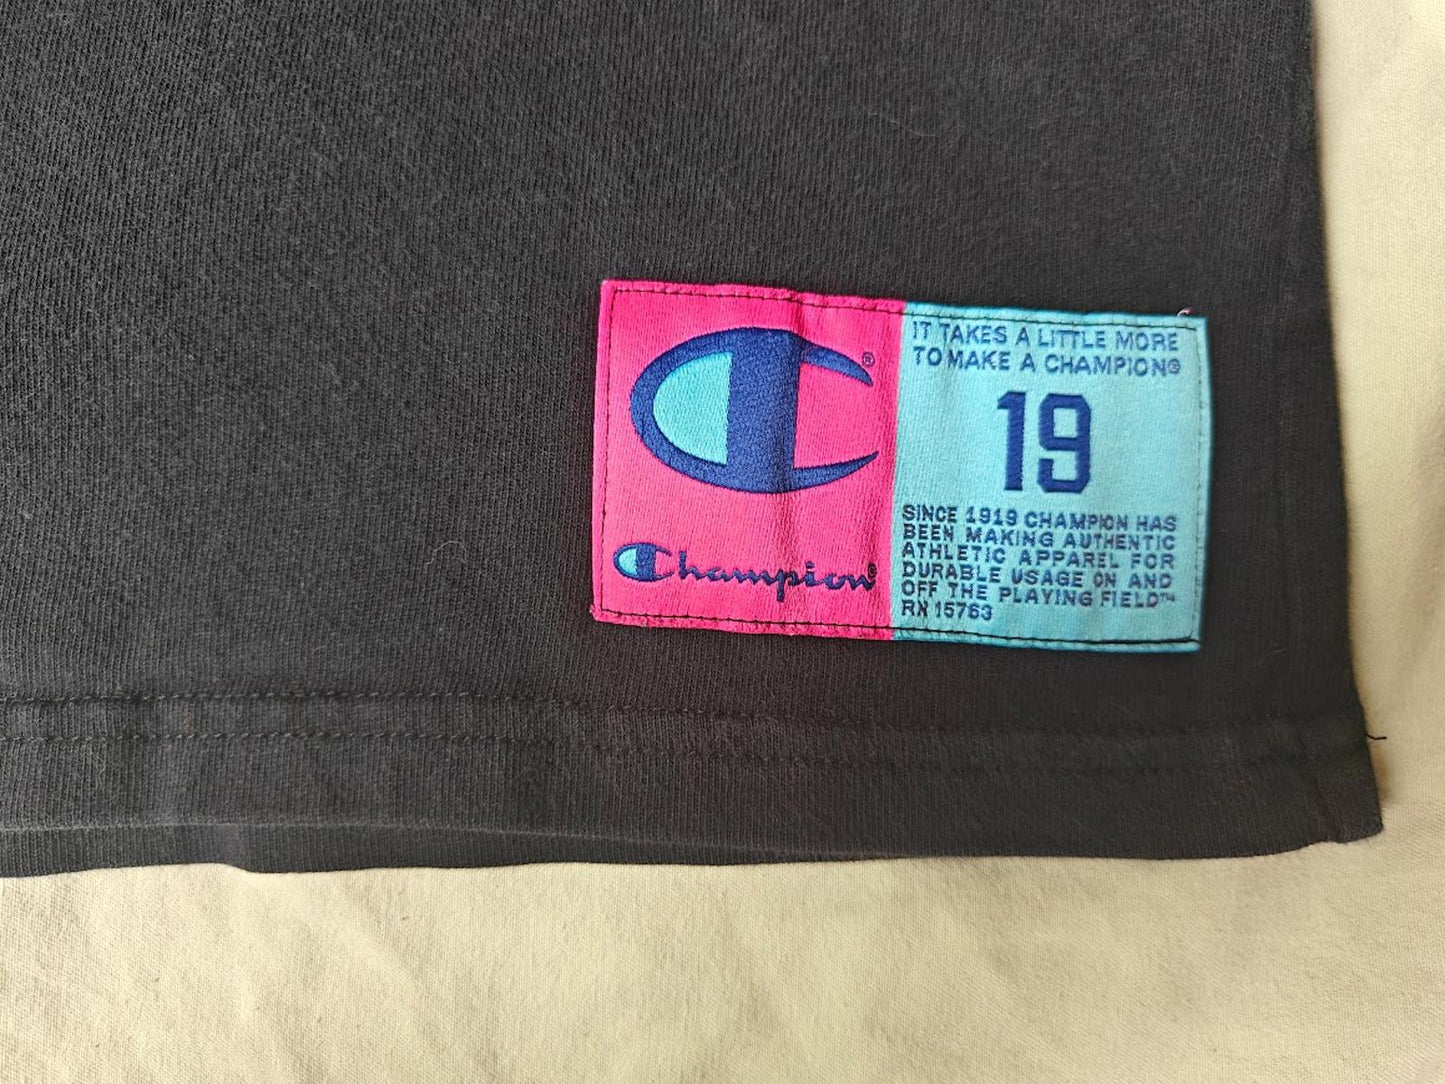 Champion®
IT TAKES A LITTLE MORE
TO MAKE A CHAMPION®
19
SINCE 1919 CHAMPION HAS
BEEN MAKING AUTHENTIC
ATHLETIC APPAREL FOR
DURABLE USAGE ON AND
OFF THE PLAYING FIELD™
RN 15763